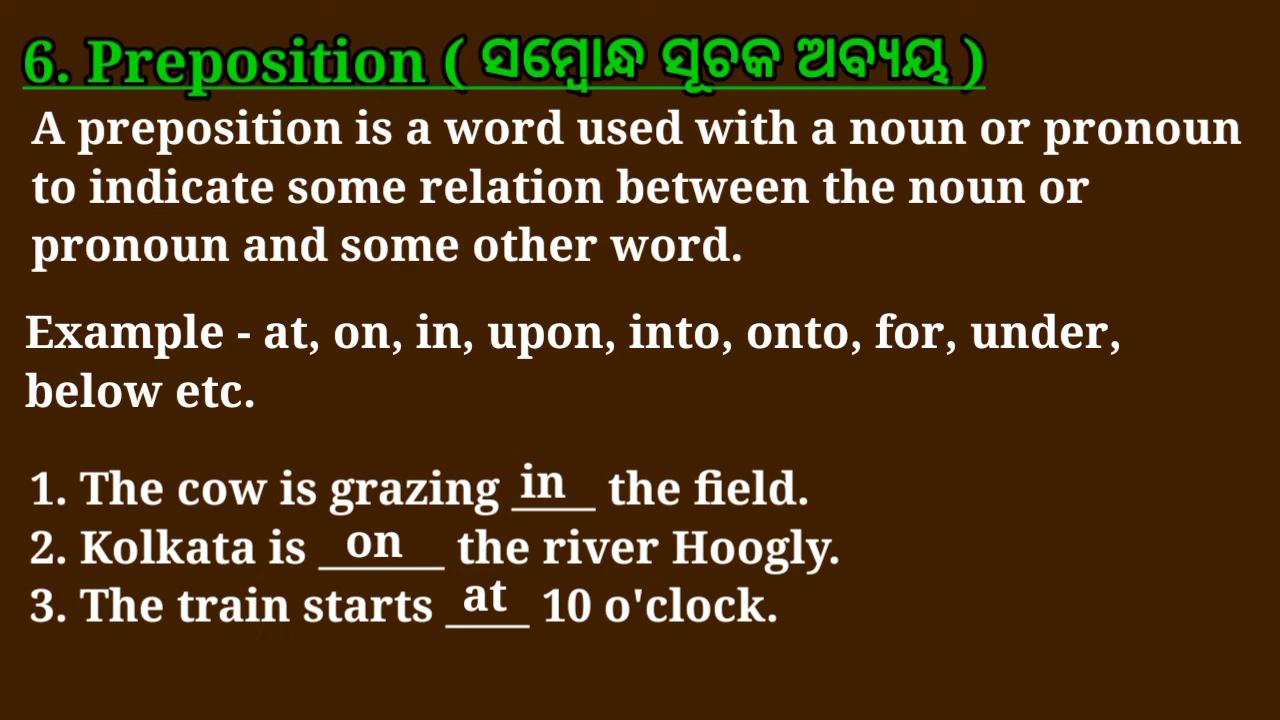 6. Preposition ( ସମ୍ବୋନ୍ଧ ସୂଚକ ଅବ୍ୟୟ )
A preposition is a word used with a noun or pronoun
to indicate some relation between the noun or
pronoun and some other word.
Example - at, on, in, upon, into, onto, for, under,
below etc.
1. The cow is grazing in the field.
2. Kolkata is on the river Hoogly.
3. The train starts at 10 o'clock.